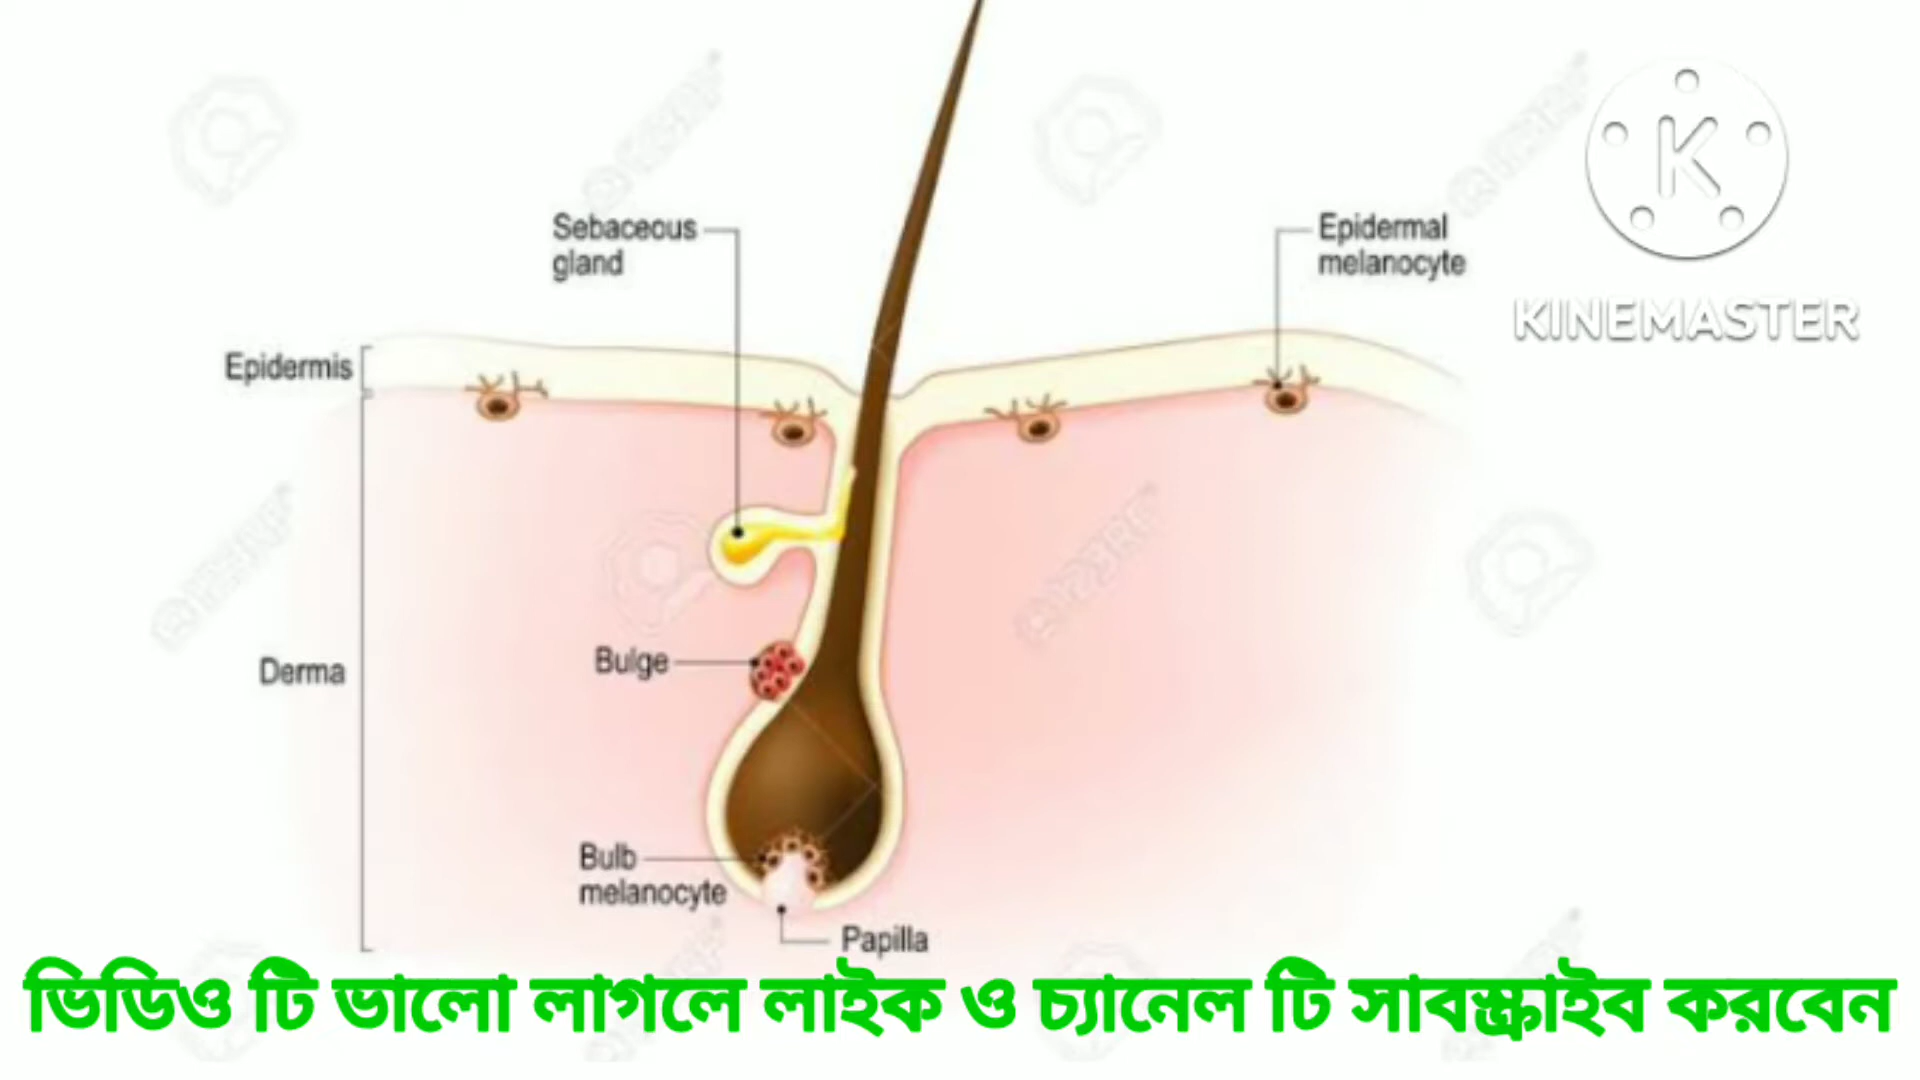 Sebaceous
gland
Epidermal
melanocyte
KINEMASTER
Epidermis
Derma
Bulge
Bulb
melanocyte
Papilla
ভিডিও টি ভালো লাগলে লাইক ও চ্যানেল টি সাবস্ক্রাইব করবেন